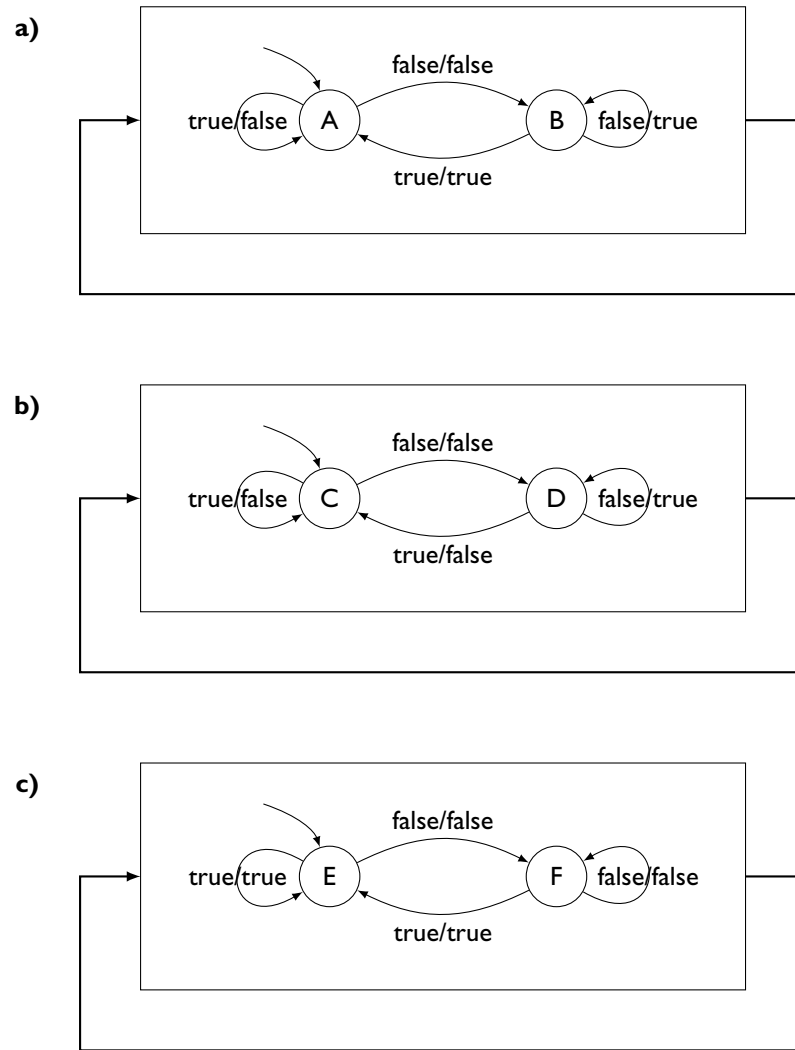 a)
false/false
true/false A B false/true
true/true
b)
false/false
true/false C D false/true
true/false
c)
false/false
true/true E F false/false
true/true